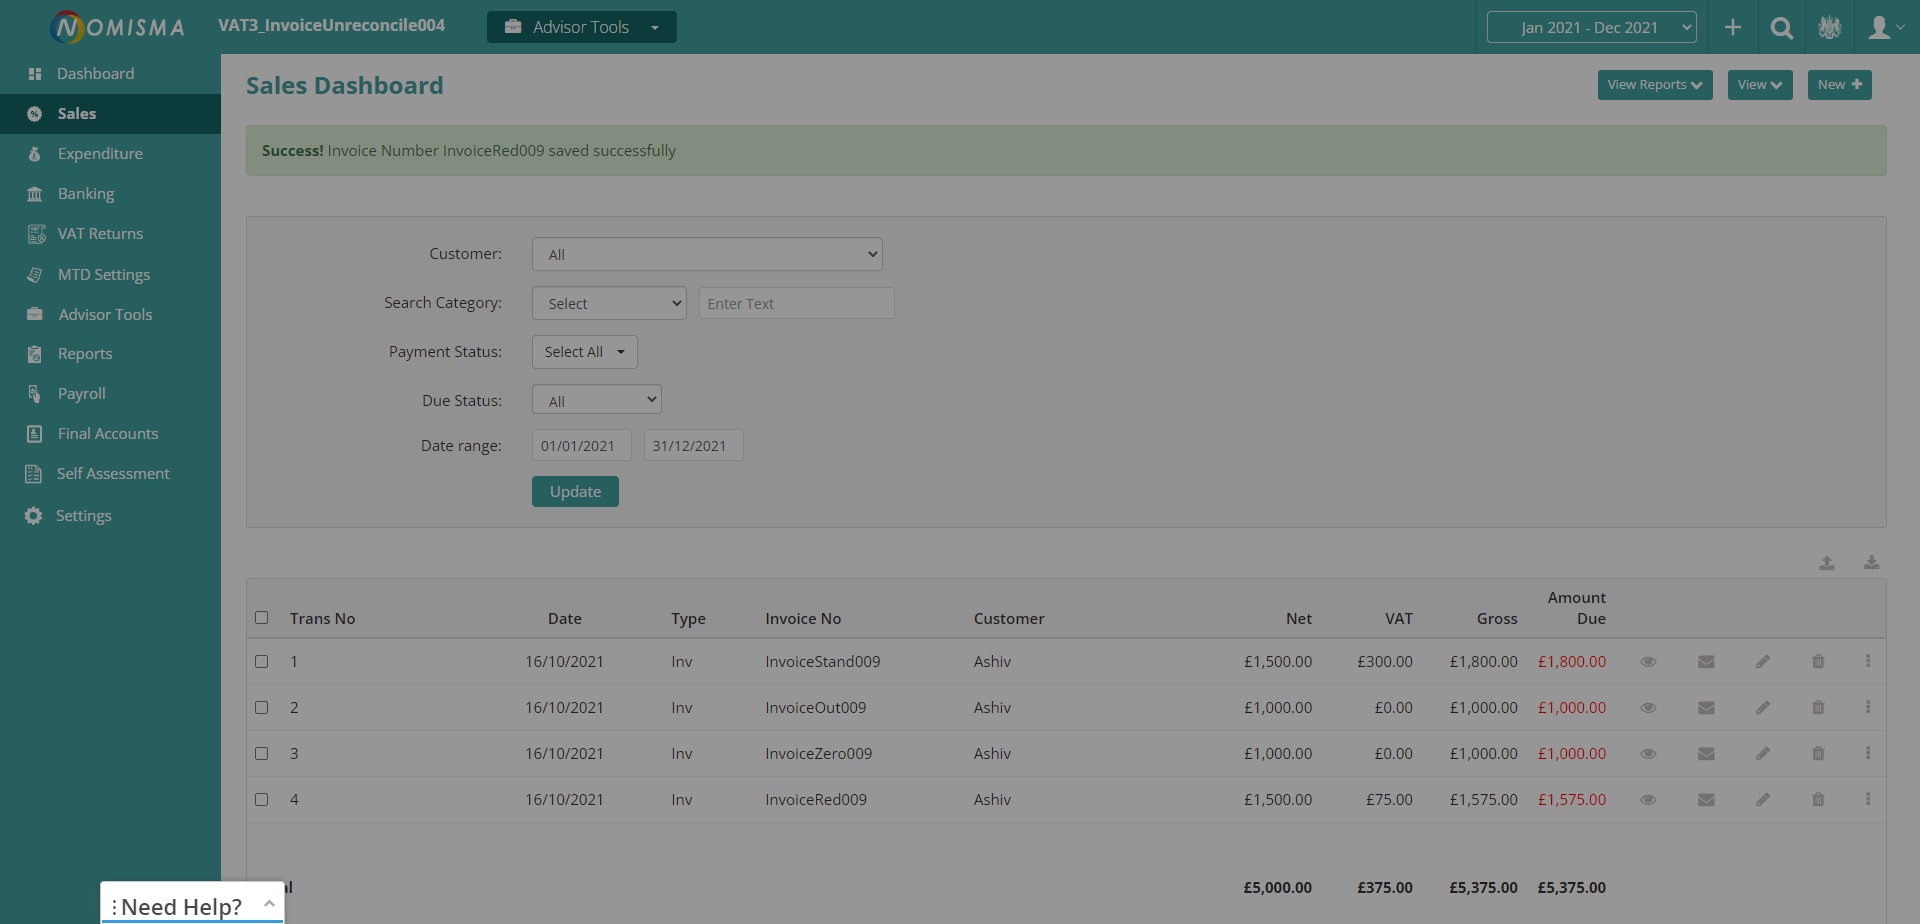 NOMISMA VAT3_InvoiceUnreconcile004 Advisor Tools Jan 2021 - Dec 2021
Dashboard
Sales
Expenditure
Banking
VAT Returns
MTD Settings
Advisor Tools
Reports
Payroll
Final Accounts
Self Assessment
Settings
Sales Dashboard View Reports View New
Success! Invoice Number InvoiceRed009 saved successfully
Customer: All
Search Category: Select Enter Text
Payment Status: Select All
Due Status: All
Date range: 01/01/2021 31/12/2021
Update
Trans No Date Type Invoice No Customer Net VAT Gross Amount Due
1 16/10/2021 Inv InvoiceStand009 Ashiv £1,500.00 £300.00 £1,800.00 £1,800.00
2 16/10/2021 Inv InvoiceOut009 Ashiv £1,000.00 £0.00 £1,000.00 £1,000.00
3 16/10/2021 Inv InvoiceZero009 Ashiv £1,000.00 £0.00 £1,000.00 £1,000.00
4 16/10/2021 Inv InvoiceRed009 Ashiv £1,500.00 £75.00 £1,575.00 £1,575.00
£5,000.00 £375.00 £5,375.00 £5,375.00
Need Help?